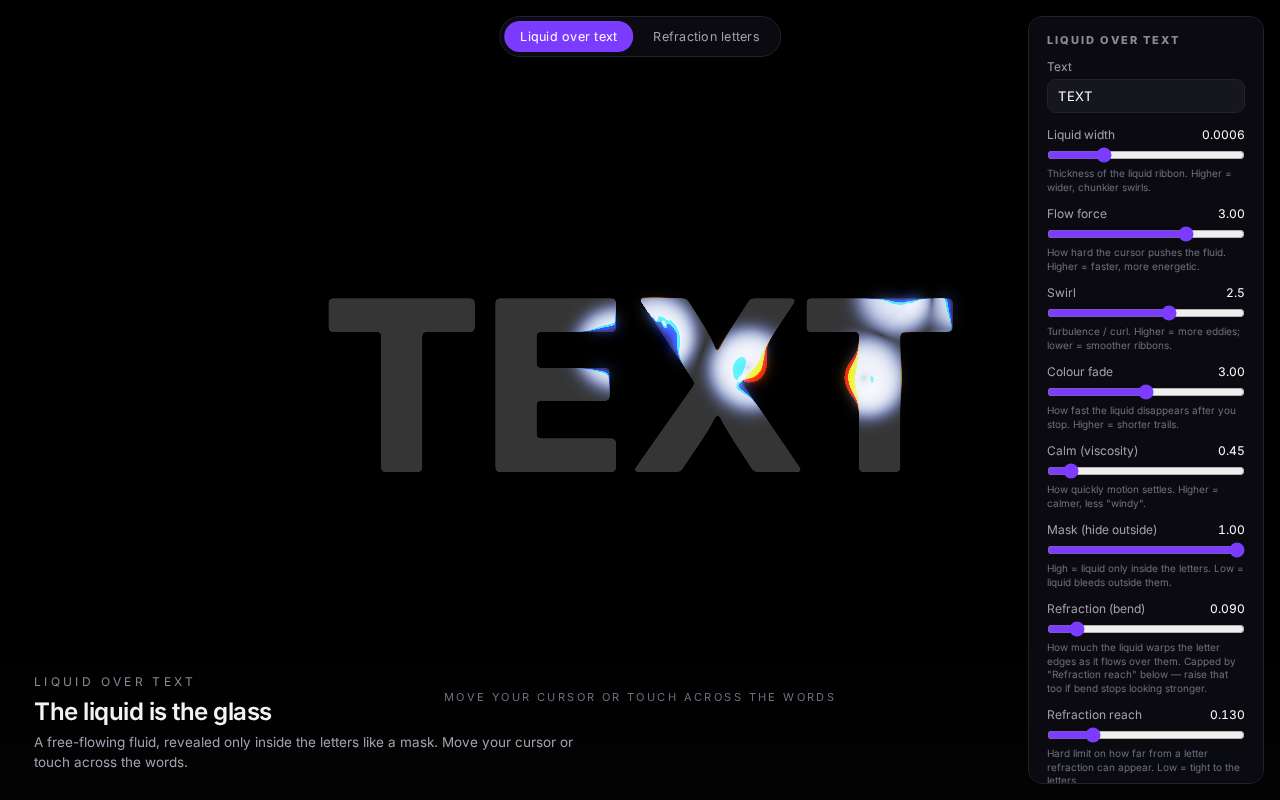 Liquid over text
Refraction letters
LIQUID OVER TEXT
Text
TEXT
Liquid width 0.0006
Thickness of the liquid ribbon. Higher =
wider, chunkier swirls.
Flow force 3.00
How hard the cursor pushes the fluid.
Higher = faster, more energetic.
Swirl 2.5
Turbulence / curl. Higher = more eddies;
lower = smoother ribbons.
Colour fade 3.00
How fast the liquid disappears after you
stop. Higher = shorter trails.
Calm (viscosity) 0.45
How quickly motion settles. Higher =
calmer, less "windy".
Mask (hide outside) 1.00
High = liquid only inside the letters. Low =
liquid bleeds outside them.
Refraction (bend) 0.090
How much the liquid warps the letter
edges as it flows over them. Capped by
"Refraction reach" below — raise that
too if bend stops looking stronger.
Refraction reach 0.130
Hard limit on how far from a letter
refraction can appear. Low = tight to the
letters
TEXT
LIQUID OVER TEXT
The liquid is the glass
A free-flowing fluid, revealed only inside the letters like a mask. Move your cursor or
touch across the words.
MOVE YOUR CURSOR OR TOUCH ACROSS THE WORDS